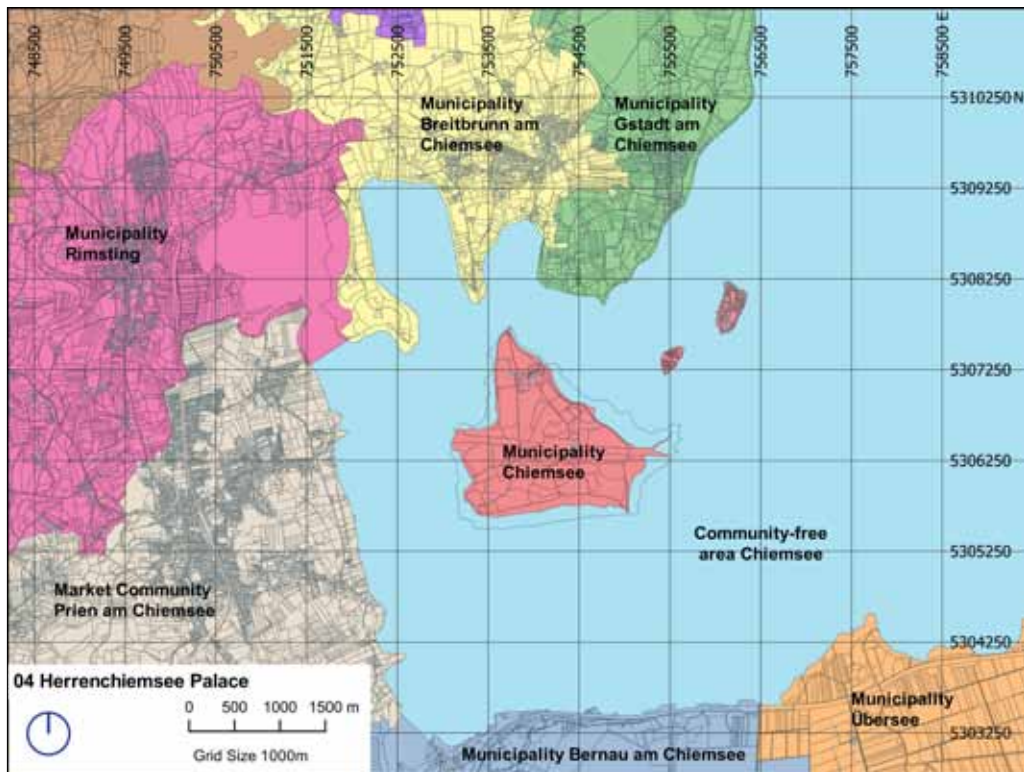 748500
749500
750500
751500
752500
753500
754500
755500
756500
757500
758500 E
5310250 N
Municipality
Breitbrunn am
Chiemsee
Municipality
Gstadt am
Chiemsee
5309250
Municipality
Rimsting
5308250
5307250
Municipality
Chiemsee
5306250
Community-free
area Chiemsee
5305250
Market Community
Prien am Chiemsee
5304250
04 Herrenchiemsee Palace
0 500 1000 1500 m
Grid Size 1000m
Municipality
Übersee
5303250
Municipality Bernau am Chiemsee